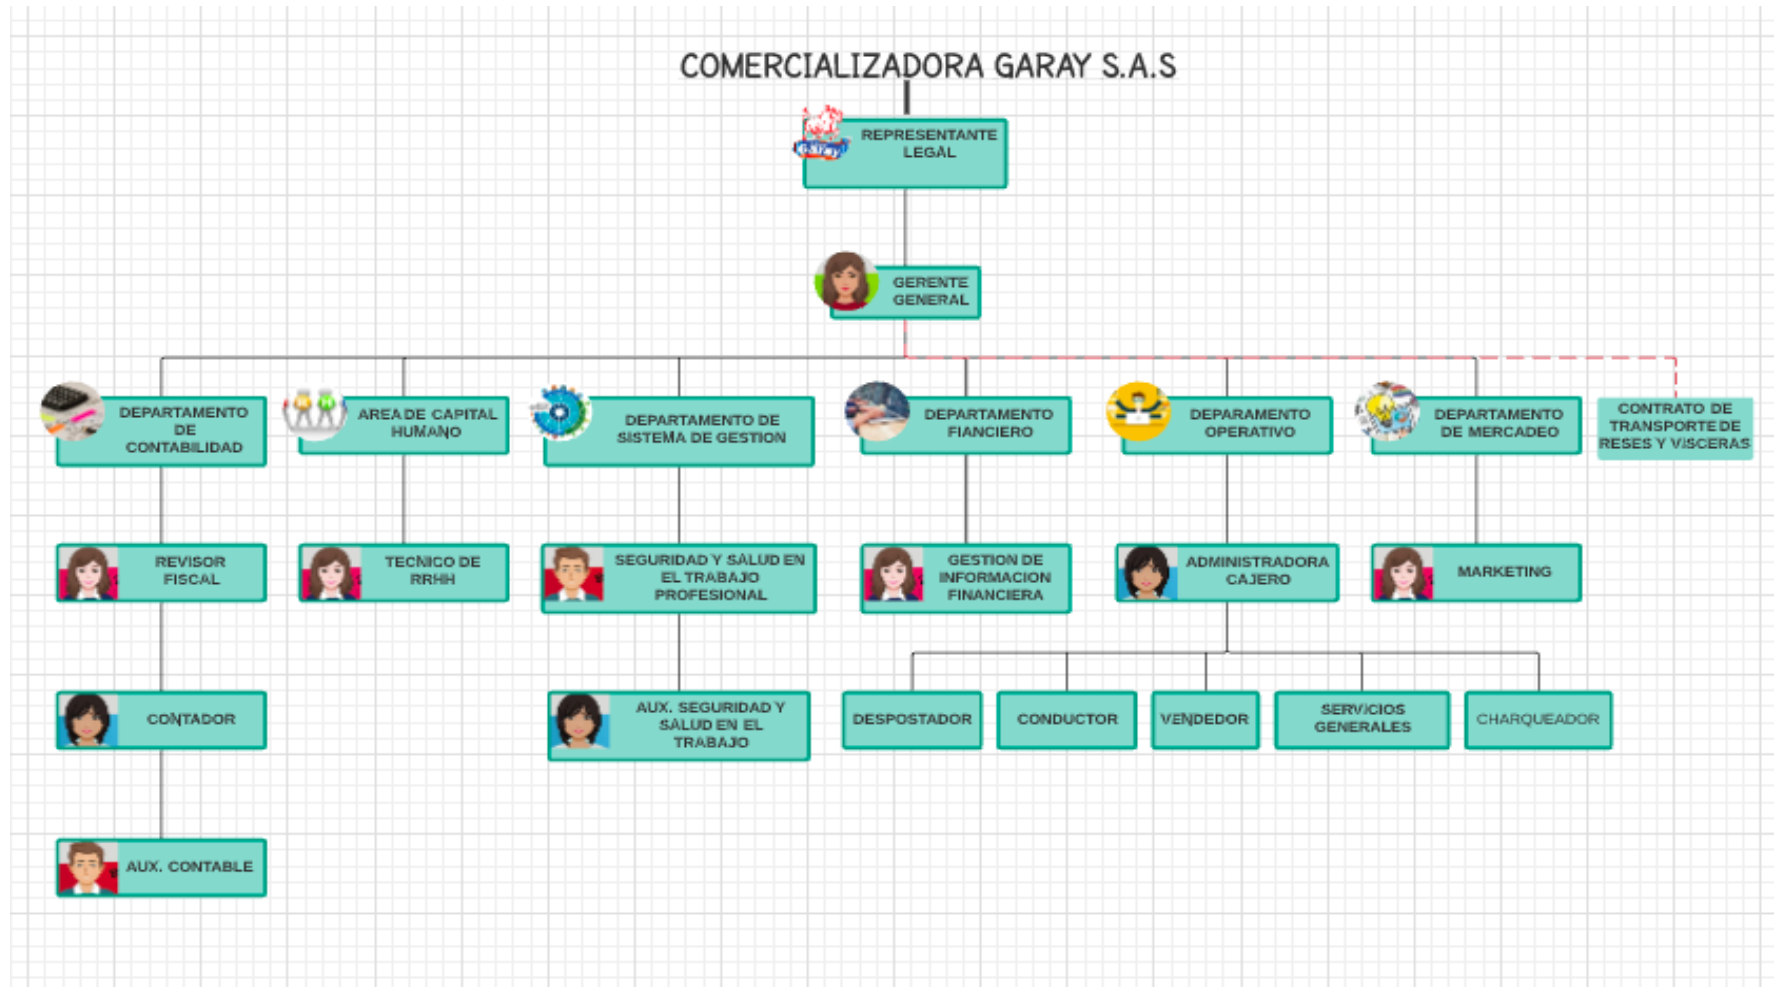 COMERCIALIZADORA GARAY S.A.S
REPRESENTANTE
LEGAL
GERENTE
GENERAL
DEPARTAMENTO
DE
CONTABILIDAD
AREA DE CAPITAL
HUMANO
DEPARTAMENTO DE
SISTEMA DE GESTION
DEPARTAMENTO
FIANCIERO
DEPARAMENTO
OPERATIVO
DEPARTAMENTO
DE MERCADEO
CONTRATO DE
TRANSPORTE DE
RESES Y VISCERAS
REVISOR
FISCAL
TECNICO DE
RRHH
SEGURIDAD Y SALUD EN
EL TRABAJO
PROFESIONAL
GESTION DE
INFORMACION
FINANCIERA
ADMINISTRADORA
CAJERO
MARKETING
CONTADOR
AUX. SEGURIDAD Y
SALUD EN EL
TRABAJO
DESPOSTADOR
CONDUCTOR
VENDEDOR
SERVICIOS
GENERALES
CHARQUEADOR
AUX. CONTABLE